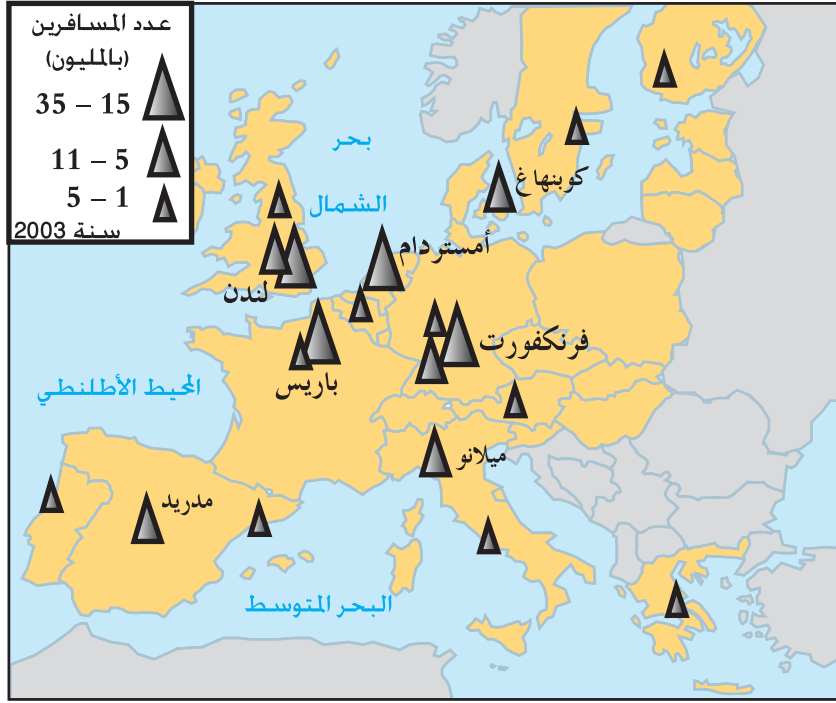 عدد المسافرين
(بالمليون)
35 – 15
11 – 5
5 – 1
سنة 2003
بحر
الشمال
كوبنهاغ
أمستردام
لندن
فرنكفورت
باريس
المحيط الأطلنطي
ميلانو
مدريد
البحر المتوسط